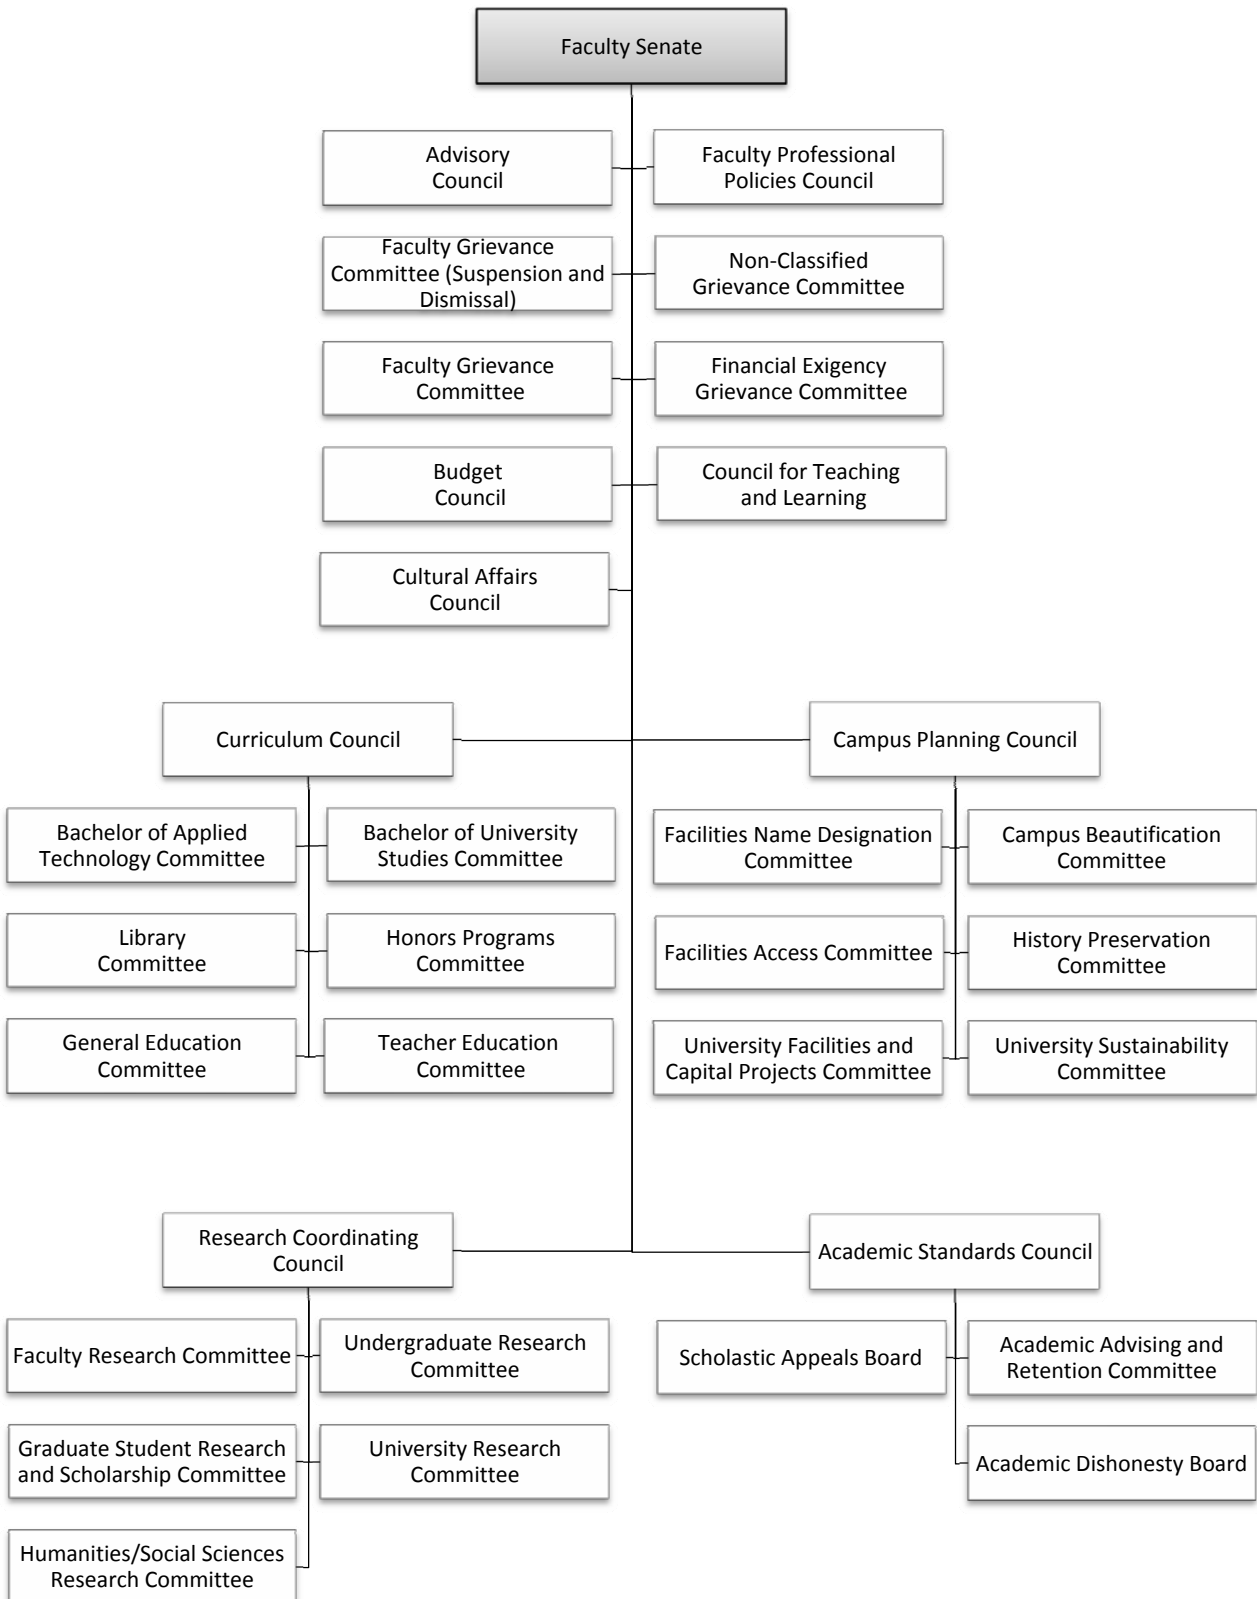 Faculty Senate
Advisory
Council
Faculty Professional
Policies Council
Faculty Grievance
Committee (Suspension and
Dismissal)
Non-Classified
Grievance Committee
Faculty Grievance
Committee
Financial Exigency
Grievance Committee
Budget
Council
Council for Teaching
and Learning
Cultural Affairs
Council
Curriculum Council
Campus Planning Council
Bachelor of Applied
Technology Committee
Bachelor of University
Studies Committee
Facilities Name Designation
Committee
Campus Beautification
Committee
Library
Committee
Honors Programs
Committee
Facilities Access Committee
History Preservation
Committee
General Education
Committee
Teacher Education
Committee
University Facilities and
Capital Projects Committee
University Sustainability
Committee
Research Coordinating
Council
Academic Standards Council
Faculty Research Committee
Undergraduate Research
Committee
Scholastic Appeals Board
Academic Advising and
Retention Committee
Graduate Student Research
and Scholarship Committee
University Research
Committee
Academic Dishonesty Board
Humanities/Social Sciences
Research Committee